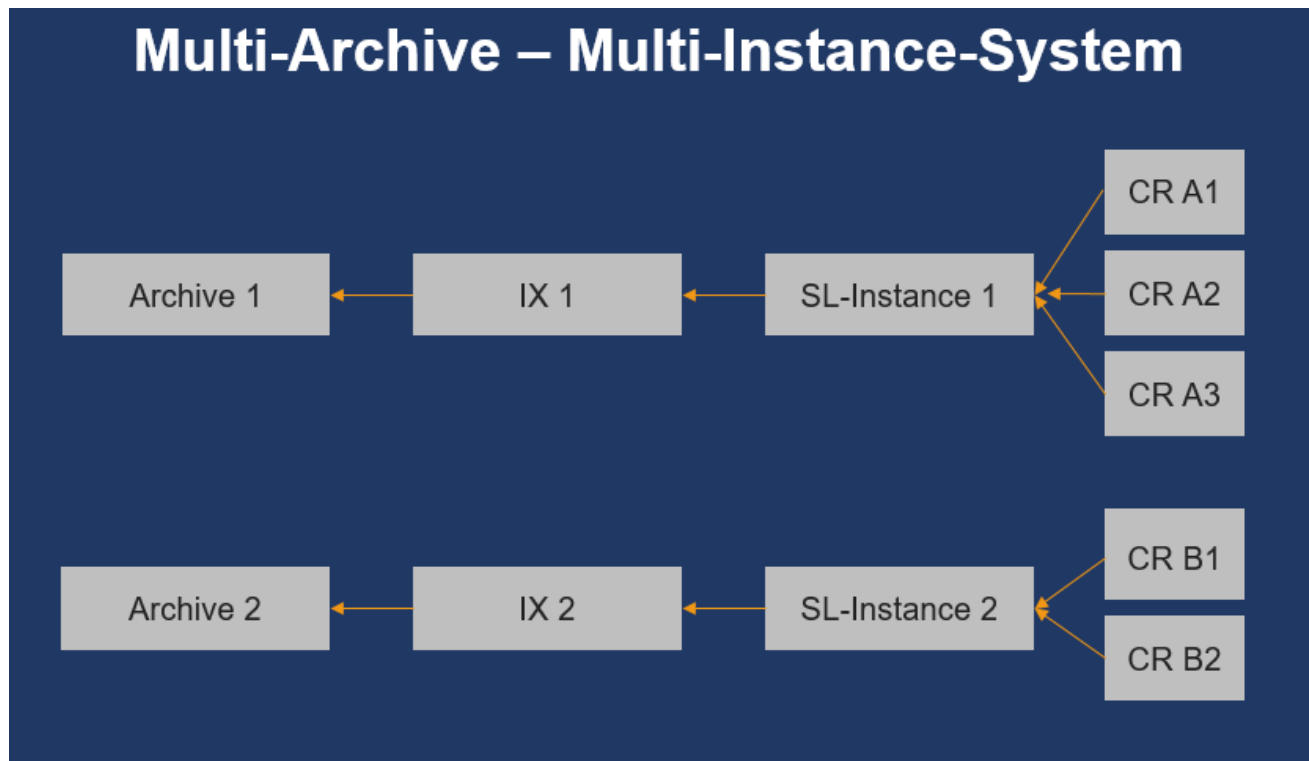 Multi-Archive – Multi-Instance-System
CR A1
Archive 1
IX 1
SL-Instance 1
CR A2
CR A3
CR B1
Archive 2
IX 2
SL-Instance 2
CR B2